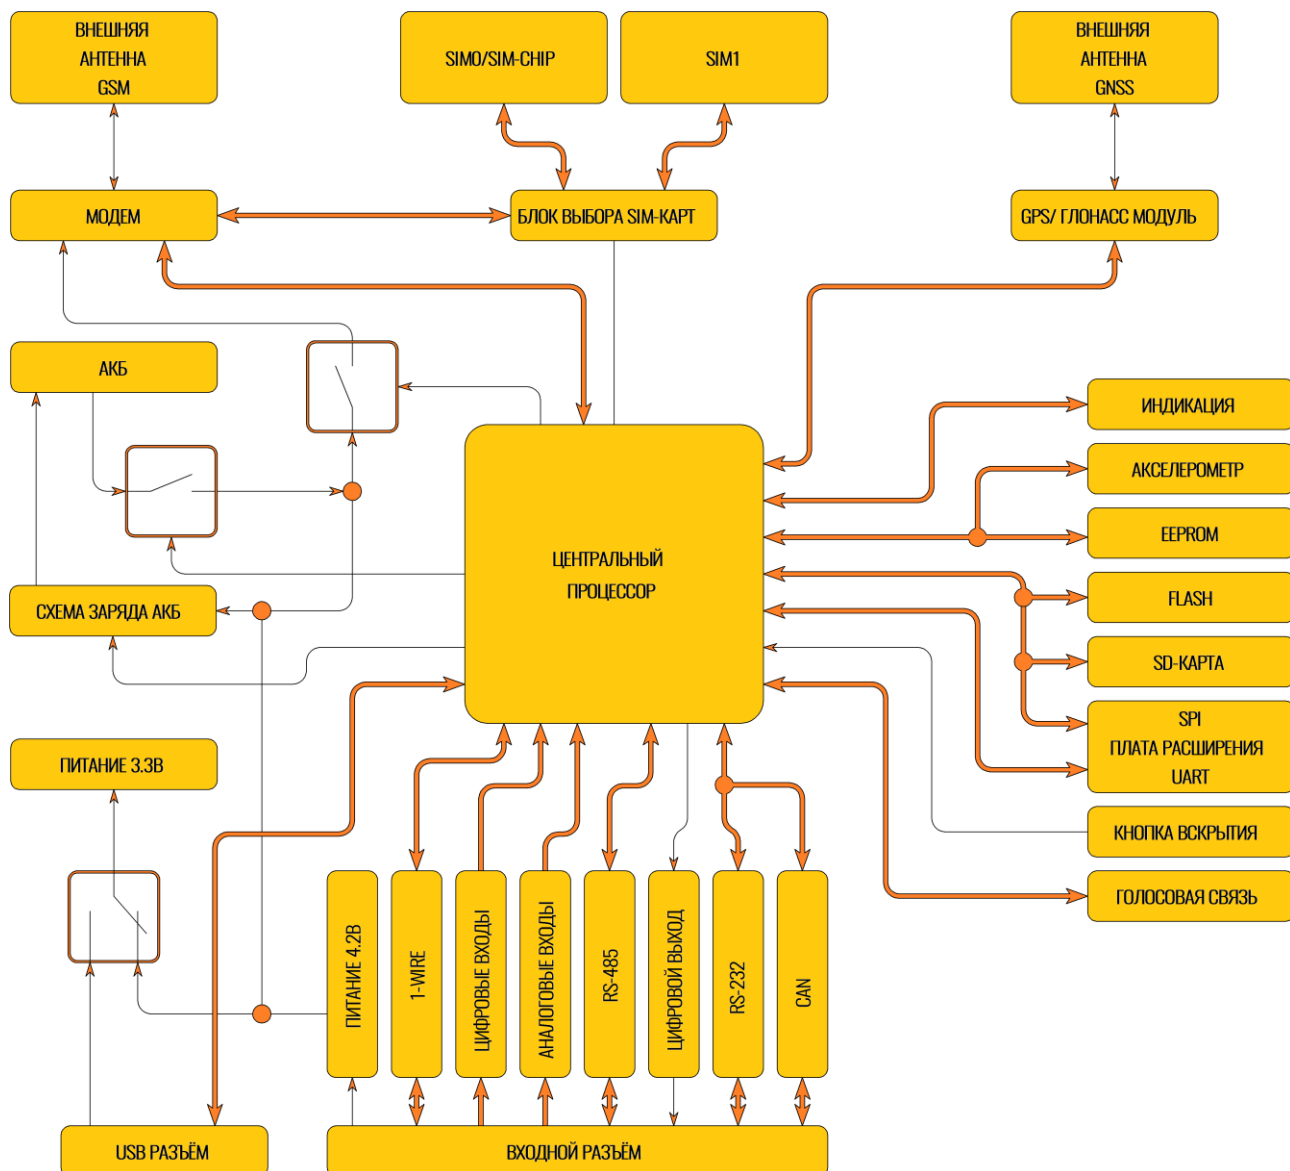 ВНЕШНЯЯ
АНТЕННА
GSM
SIM0/SIM-CHIP
SIM1
ВНЕШНЯЯ
АНТЕННА
GNSS
МОДЕМ
БЛОК ВЫБОРА SIM-КАРТ
GPS/ ГЛОНАСС МОДУЛЬ
АКБ
ИНДИКАЦИЯ
АКСЕЛЕРОМЕТР
EEPROM
ЦЕНТРАЛЬНЫЙ
ПРОЦЕССОР
FLASH
СХЕМА ЗАРЯДА АКБ
SD-КАРТА
SPI
ПЛАТА РАСШИРЕНИЯ
UART
ПИТАНИЕ 3.3В
КНОПКА ВСКРЫТИЯ
ГОЛОСОВАЯ СВЯЗЬ
ПИТАНИЕ 4.2В
1-WIRE
ЦИФРОВЫЕ ВХОДЫ
АНАЛОГОВЫЕ ВХОДЫ
RS-485
ЦИФРОВОЙ ВЫХОД
RS-232
CAN
USB РАЗЪЁМ
ВХОДНОЙ РАЗЪЁМ